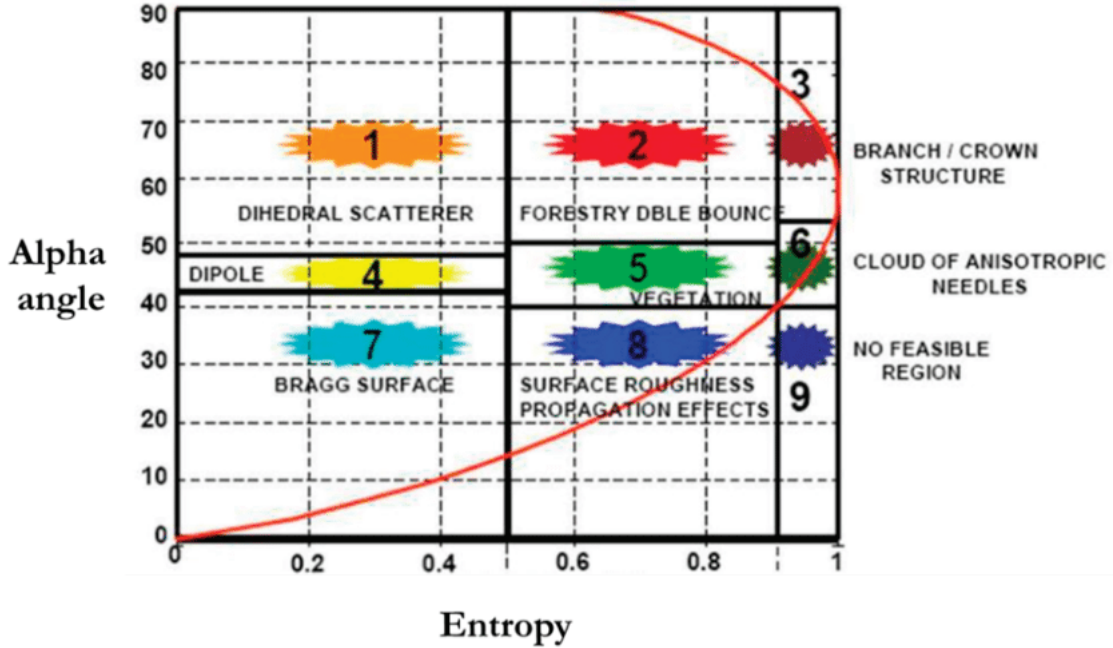 90
80
3
70
1
2
BRANCH / CROWN
STRUCTURE
60
DIHEDRAL SCATTERER
FORESTRY DBLE BOUNCE
Alpha
angle
50
6
DIPOLE
4
5
CLOUD OF ANISOTROPIC
NEEDLES
VEGETATION
40
7
8
NO FEASIBLE
REGION
30
BRAGG SURFACE
SURFACE ROUGHNESS
PROPAGATION EFFECTS
9
20
10
0
0
0.2
0.4
0.6
0.8
1
Entropy